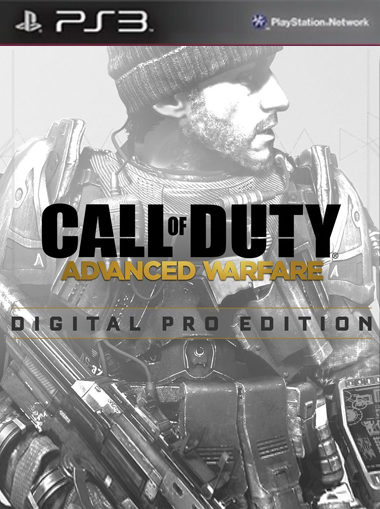 PS3 PlayStation®Network
CALL OF DUTY®
ADVANCED WARFARE
DIGITAL PRO EDITION